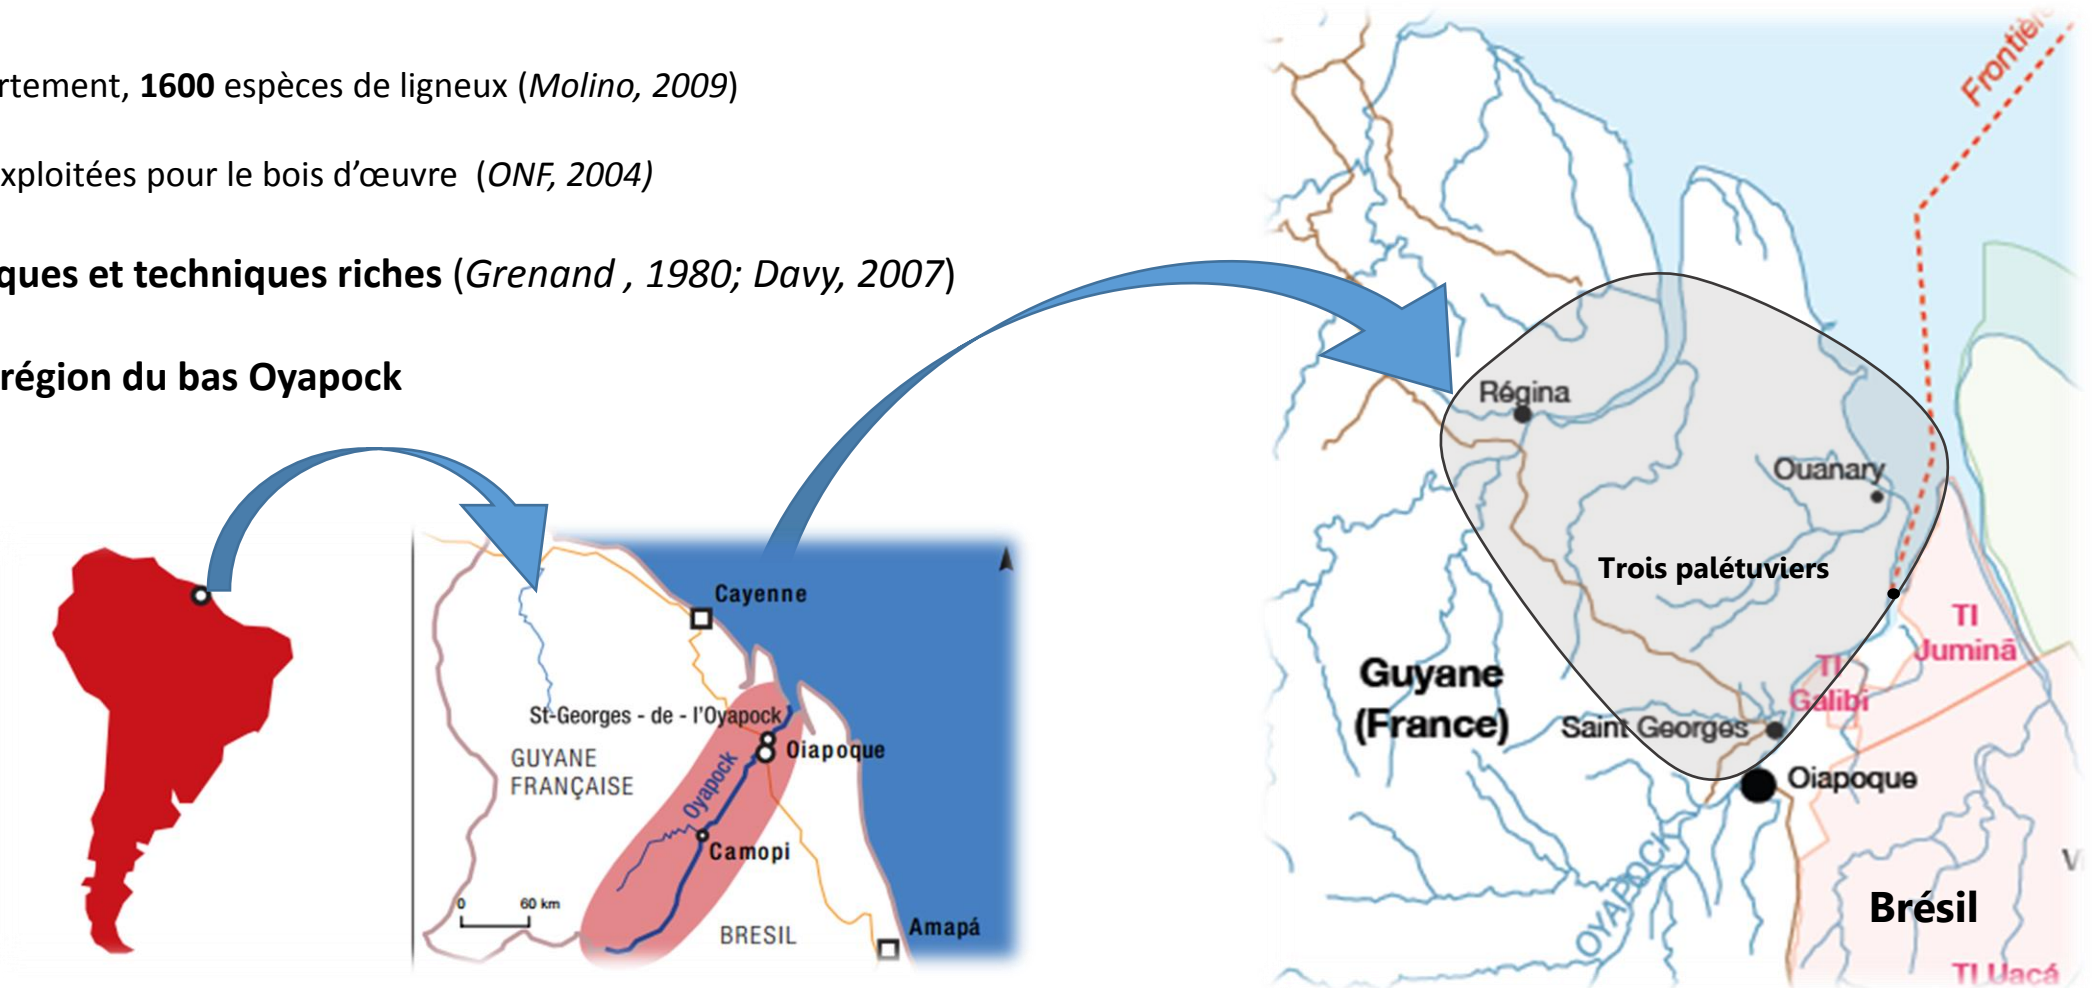 rtement, 1600 espèces de ligneux (Molino, 2009)
xploitées pour le bois d'œuvre (ONF, 2004)
ques et techniques riches (Grenand , 1980; Davy, 2007)
région du bas Oyapock
Cayenne
St-Georges - de - l'Oyapock
Oiapoque
GUYANE
FRANÇAISE
Oyapock
Camopi
0 60 km
BRESIL
Amapá
Frontière
Régina
Ouanary
Trois palétuviers
TI
Juminã
TI
Galibi
Guyane
(France)
Saint Georges
Oiapoque
OYAPOCK
Brésil
TI Uacá